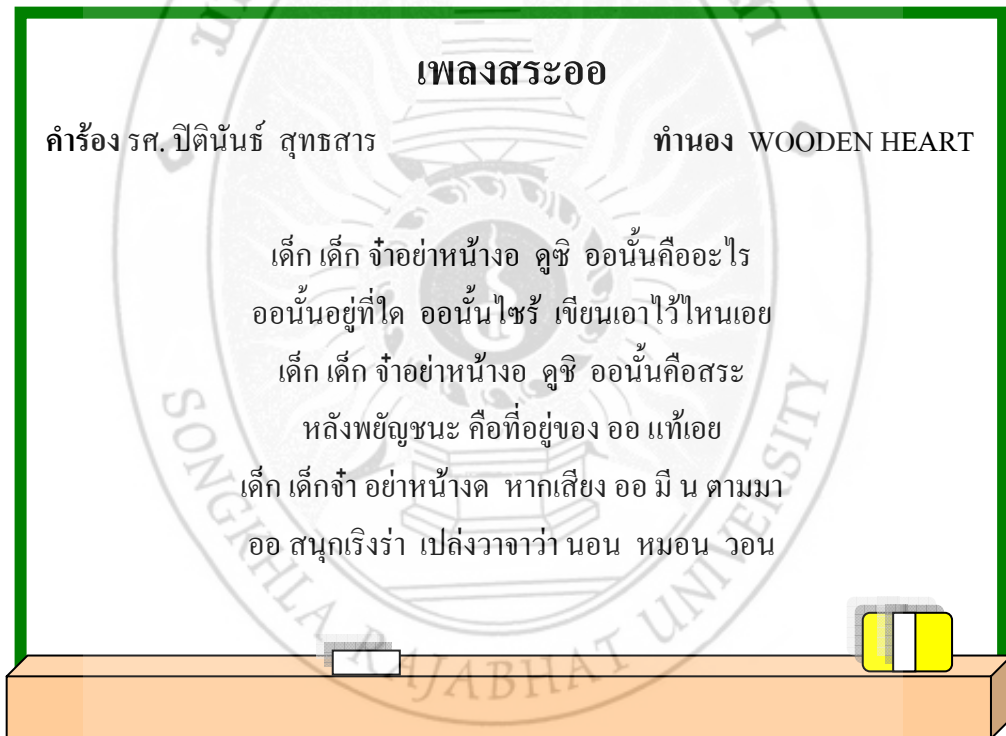 เพลงสระออ
คำร้อง รศ. ปิตินันธ์ สุทธสาร ทำนอง WOODEN HEART
เด็ก เด็ก จ๋าอย่าหน้างอ ดูซิ ออนั้นคืออะไร
ออนั้นอยู่ที่ใด ออนั้นไซร้ เขียนเอาไว้ไหนเอย
เด็ก เด็ก จ๋าอย่าหน้างอ ดูซิ ออนั้นคือสระ
หลังพยัญชนะ คือที่อยู่ของ ออ แท้เอย
เด็ก เด็กจ๋า อย่าหน้างด หากเสียง ออ มี น ตามมา
ออ สนุกเริงร่า เปล่งวาจาว่า นอน หมอน วอน
SONGKHLA RAJABHAT UNIVERSITY